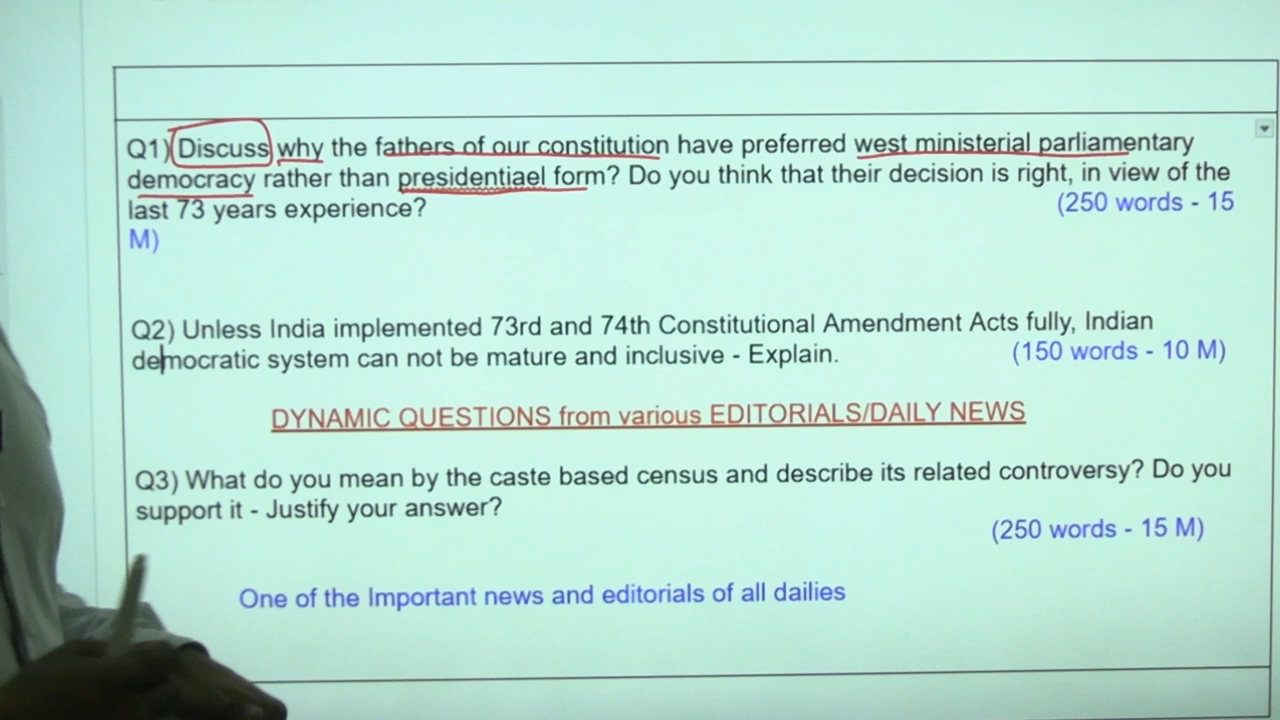 Q1) Discuss why the fathers of our constitution have preferred west ministerial parliamentary
democracy rather than presidentiael form? Do you think that their decision is right, in view of the
last 73 years experience? (250 words - 15
M)
Q2) Unless India implemented 73rd and 74th Constitutional Amendment Acts fully, Indian
democratic system can not be mature and inclusive - Explain. (150 words - 10 M)
DYNAMIC QUESTIONS from various EDITORIALS/DAILY NEWS
Q3) What do you mean by the caste based census and describe its related controversy? Do you
support it - Justify your answer?
(250 words - 15 M)
One of the Important news and editorials of all dailies